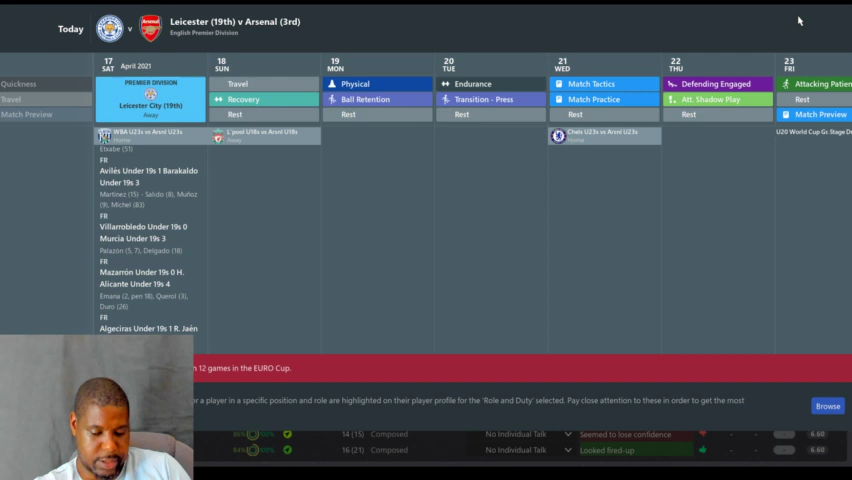 Today
v
Leicester (19th) v Arsenal (3rd)
English Premier Division
17
SAT
April 2021
18
SUN
19
MON
20
TUE
21
WED
22
THU
23
FRI
Quickness
Travel
Match Preview
PREMIER DIVISION
Leicester City (19th)
Away
Travel
Recovery
Rest
Physical
Ball Retention
Rest
Endurance
Transition - Press
Rest
Match Tactics
Match Practice
Rest
Defending Engaged
Att. Shadow Play
Rest
Attacking Patien
Rest
Match Preview
WBA U23s vs Arsnl U23s
Home
L'pool U18s vs Arsnl U18s
Away
Chels U23s vs Arsnl U23s
Home
U20 World Cup Gr. Stage D
Etxabe (51)
FR
Avilés Under 19s 1 Barakaldo
Under 19s 3
Martínez (15) - Salido (8), Muñoz
(9), Michel (83)
FR
Villarrobledo Under 19s 0
Murcia Under 19s 3
Palazón (5, 7), Delgado (18)
FR
Mazarrón Under 19s 0 H.
Alicante Under 19s 4
Emana (2, pen 18), Querol (3),
Duro (26)
FR
Algeciras Under 19s 1 R. Jaén
12 games in the EURO Cup.
a player in a specific position and role are highlighted on their player profile for the 'Role and Duty' selected. Pay close attention to these in order to get the most
Browse
14 (15) Composed No Individual Talk Seemed to lose confidence - - - 6.60
16 (21) Composed No Individual Talk Looked fired-up - - - 6.60